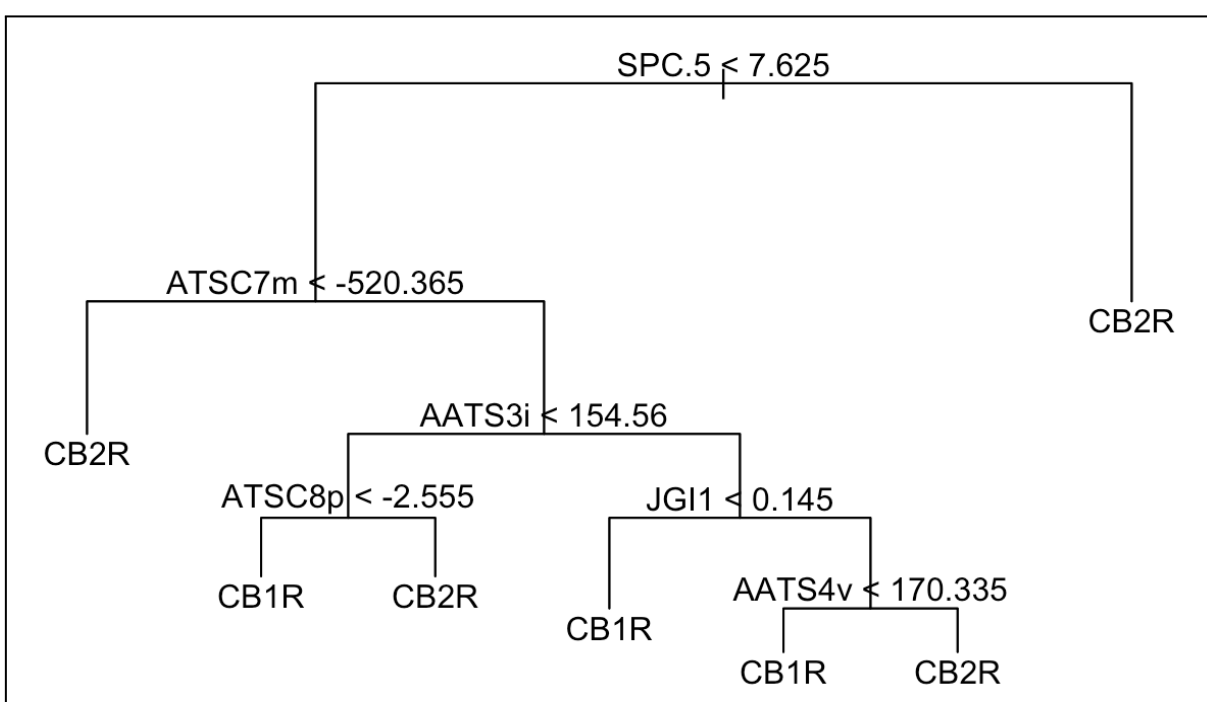 SPC.5 < 7.625
ATSC7m < -520.365
CB2R
AATS3i < 154.56
CB2R
ATSC8p < -2.555
JGI1 < 0.145
AATS4v < 170.335
CB1R
CB2R
CB1R
CB1R
CB2R